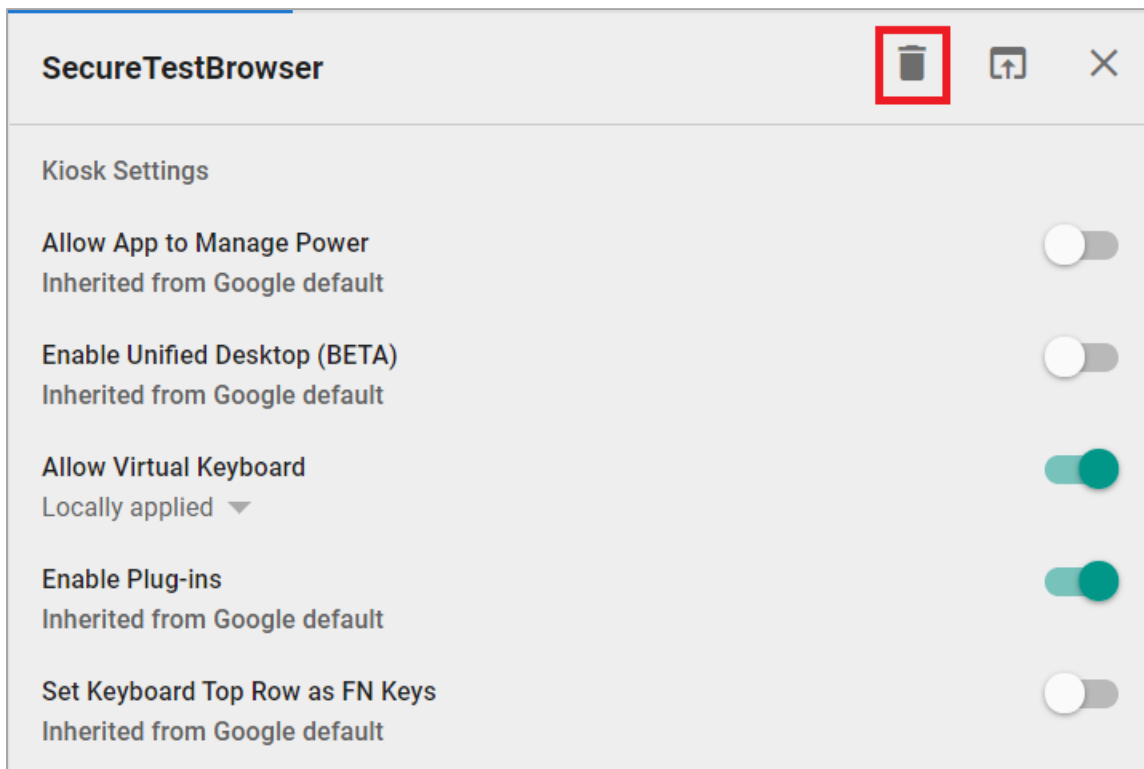 SecureTestBrowser
Kiosk Settings
Allow App to Manage Power
Inherited from Google default
Enable Unified Desktop (BETA)
Inherited from Google default
Allow Virtual Keyboard
Locally applied
Enable Plug-ins
Inherited from Google default
Set Keyboard Top Row as FN Keys
Inherited from Google default